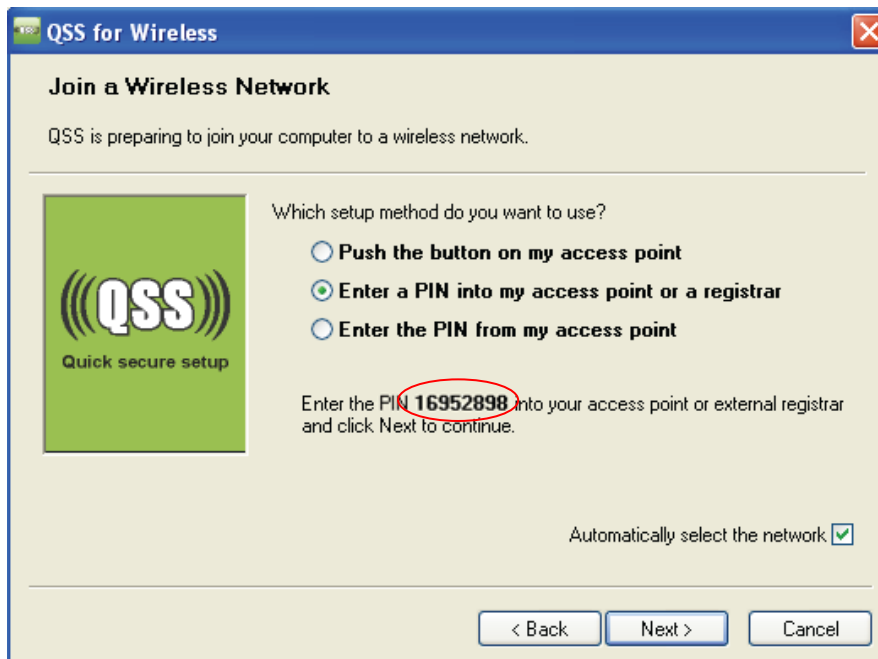 QSS for Wireless
Join a Wireless Network
QSS is preparing to join your computer to a wireless network.
Which setup method do you want to use?
Push the button on my access point
Enter a PIN into my access point or a registrar
Enter the PIN from my access point
QSS
Quick secure setup
Enter the PIN 16952898 into your access point or external registrar
and click Next to continue.
Automatically select the network
< Back
Next >
Cancel